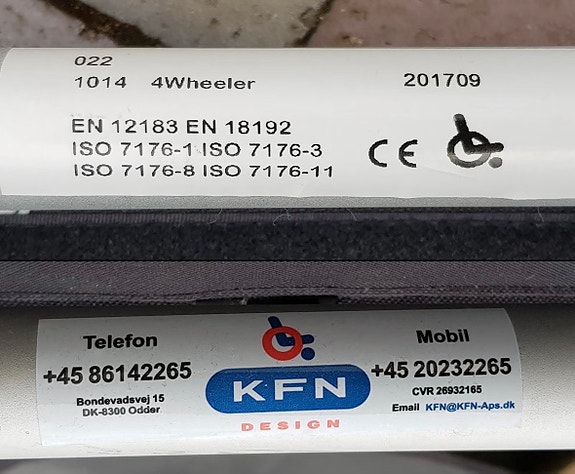 022
1014 4Wheeler 201709
EN 12183 EN 18192
ISO 7176-1 ISO 7176-3
ISO 7176-8 ISO 7176-11
CE
Telefon
+45 86142265
Bondevadsvej 15
DK-8300 Odder
KFN
DESIGN
Mobil
+45 20232265
CVR 26932165
Email KFN@KFN-Aps.dk